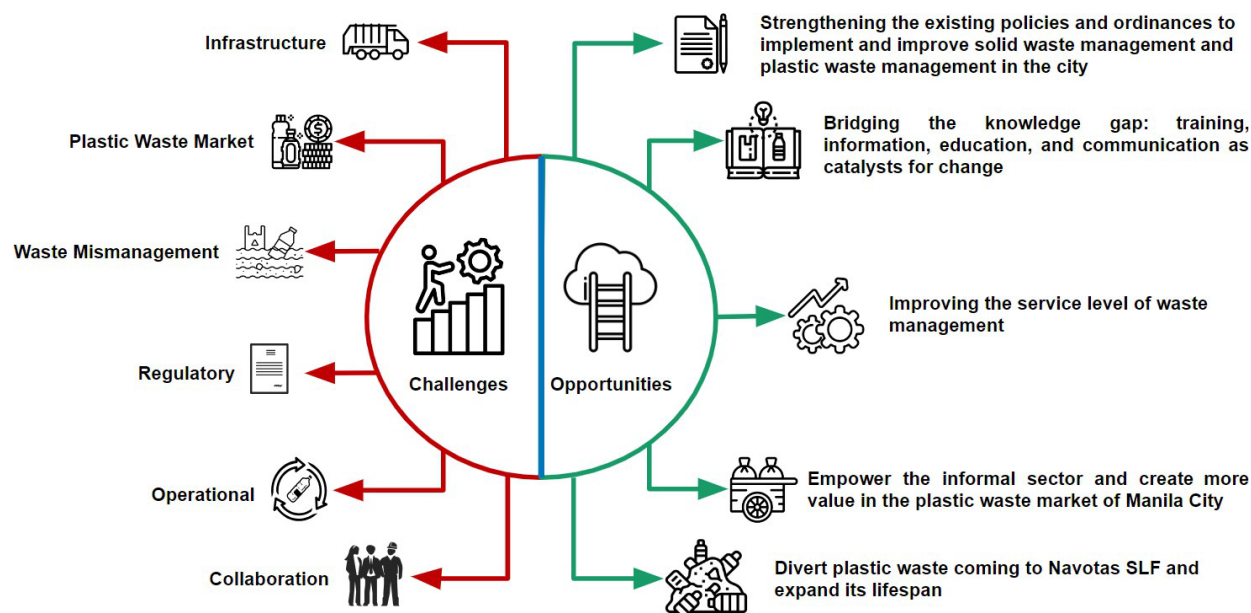 Infrastructure
Plastic Waste Market
Waste Mismanagement
Regulatory
Operational
Collaboration
Challenges
Opportunities
Strengthening the existing policies and ordinances to
implement and improve solid waste management and
plastic waste management in the city
Bridging the knowledge gap: training,
information, education, and communication as
catalysts for change
Improving the service level of waste
management
Empower the informal sector and create more
value in the plastic waste market of Manila City
Divert plastic waste coming to Navotas SLF and
expand its lifespan